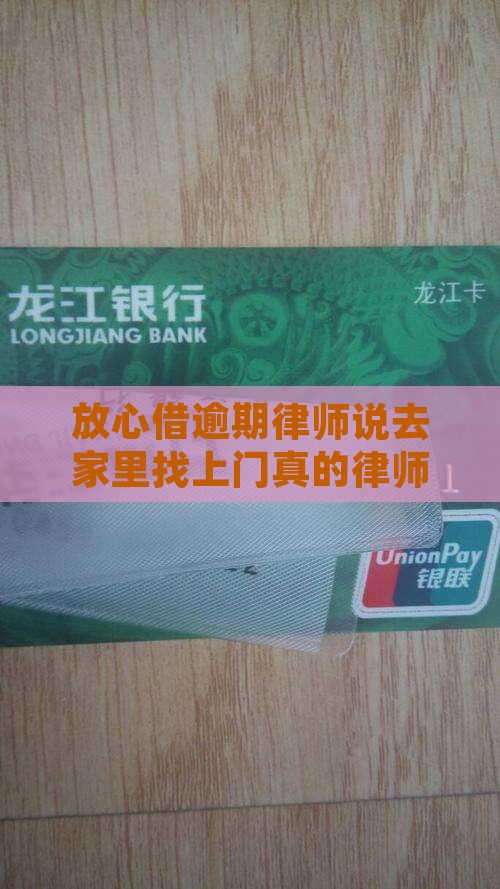 龙江银行
LONGJIANG BANK
龙江卡
放心借逾期律师说去
家里找上门真的律师
UnionPay
银联